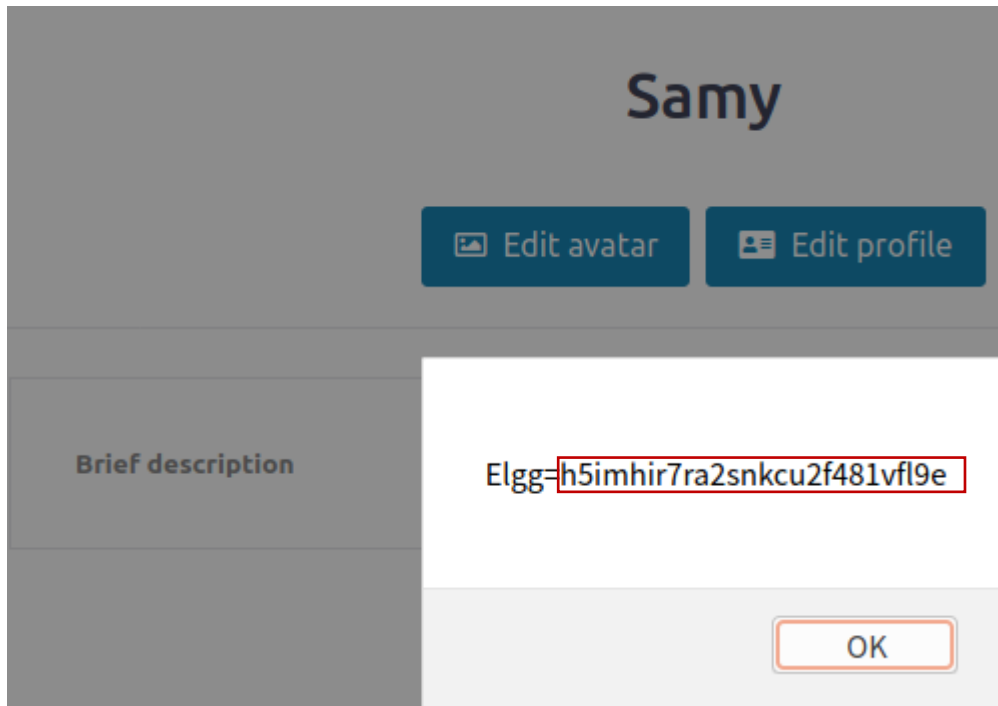 Samy
Edit avatar
Edit profile
Brief description
Elgg=h5imhir7ra2snkcu2f481vfl9e
OK